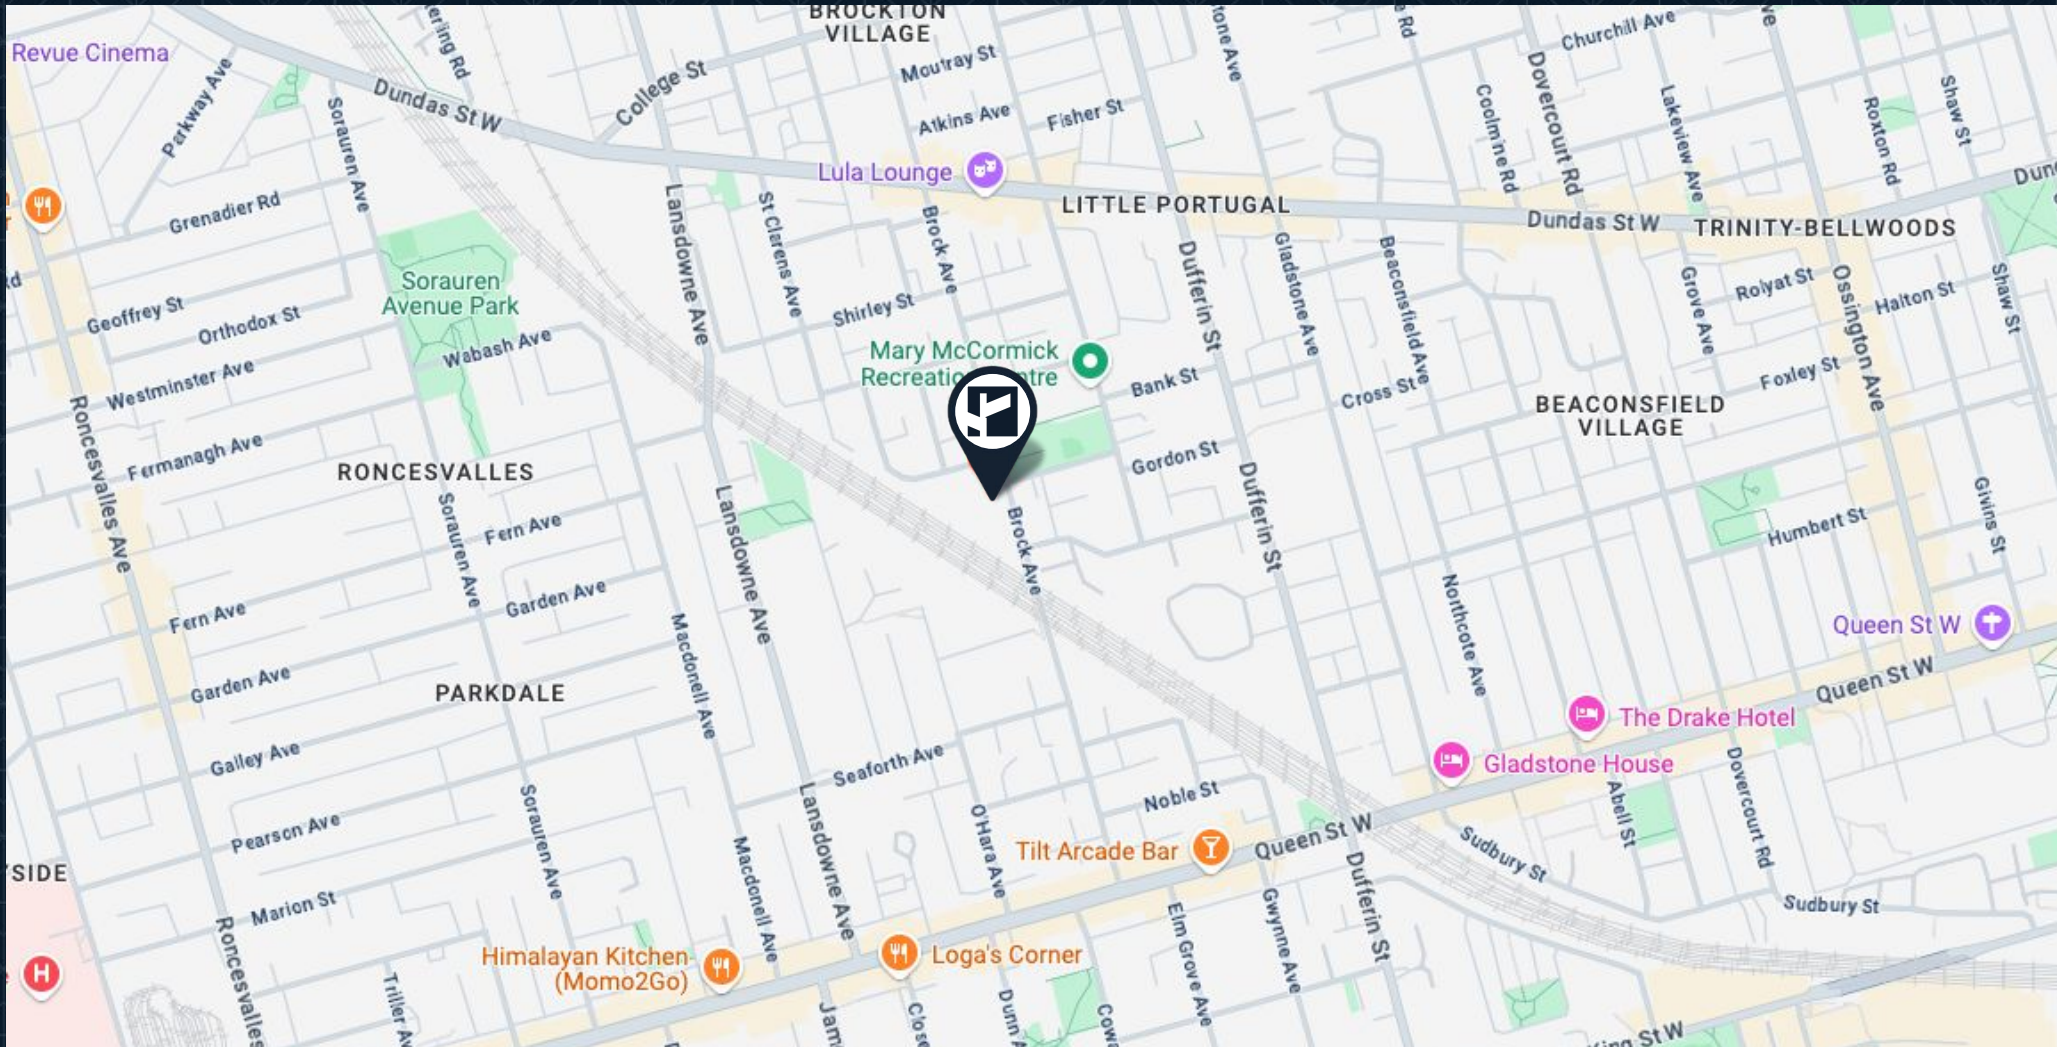 BROCKTON
VILLAGE
Revue Cinema
Parkway Ave
Dundas St W
College St
Moutray St
Churchill Ave
Atkins Ave
Fisher St
Dovercourt Rd
Coolmine Rd
Lakeview Ave
Roxton Rd
Shaw St
Sorauren Ave
Lula Lounge
LITTLE PORTUGAL
Dundas St W
TRINITY-BELLWOODS
Grenadier Rd
Lansdowne Ave
St Clarens Ave
Brock Ave
Dufferin St
Gladstone Ave
Beaconsfield Ave
Grove Ave
Rolyat St
Ossington Ave
Halton St
Shaw St
Sorauren
Avenue Park
Geoffrey St
Orthodox St
Shirley St
Wabash Ave
Westminster Ave
Mary McCormick
Bank St
Cross St
Foxley St
BEACONSFIELD
VILLAGE
Roncesvalles Ave
Fermanagh Ave
RONCESVALLES
Gordon St
Dufferin St
Lansdowne Ave
Sorauren Ave
Fern Ave
Brock Ave
Humbert St
Givins St
Fern Ave
Garden Ave
Macdonell Ave
Northcote Ave
Queen St W
Garden Ave
PARKDALE
Queen St W
The Drake Hotel
Galley Ave
Seaforth Ave
Gladstone House
Noble St
Pearson Ave
Sorauren Ave
Lansdowne Ave
O'Hara Ave
Tilt Arcade Bar
Queen St W
Sudbury St
Abell St
Dovercourt Rd
Marion St
Macdonell Ave
Dufferin St
Gwynne Ave
Elm Grove Ave
Sudbury St
Roncesvalles
Himalayan Kitchen
(Momo2Go)
Loga's Corner
H